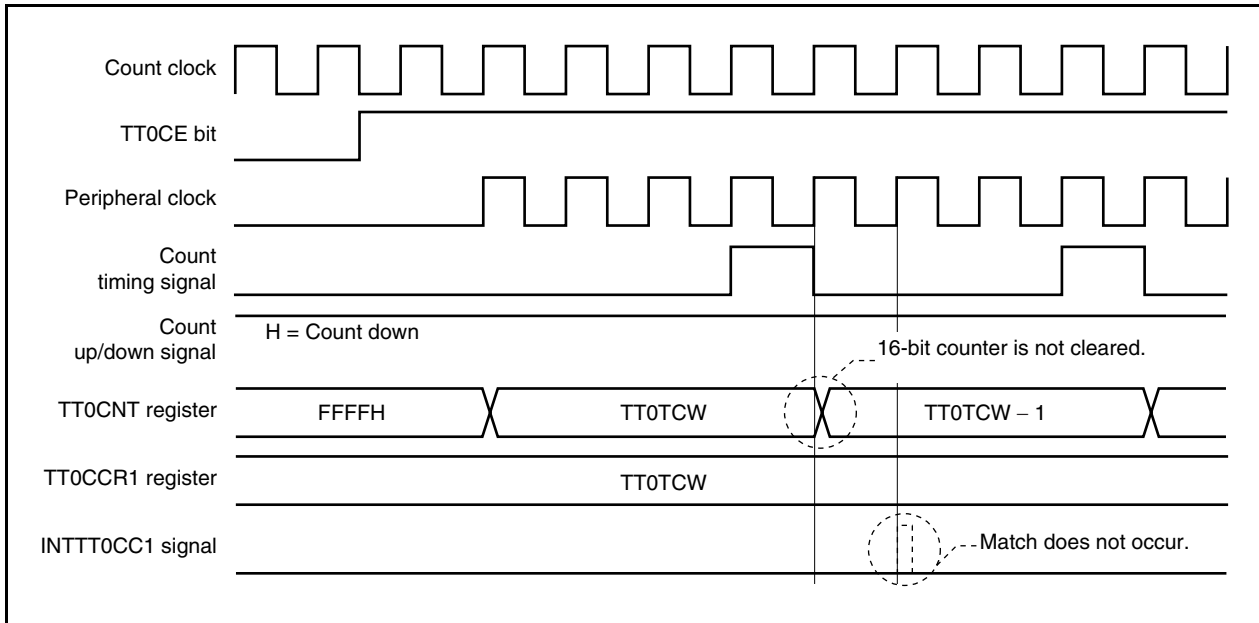 Count clock
TT0CE bit
Peripheral clock
Count
timing signal
Count
up/down signal
H = Count down
16-bit counter is not cleared.
TT0CNT register
FFFFH
TT0TCW
TT0TCW − 1
TT0CCR1 register
TT0TCW
INTTT0CC1 signal
Match does not occur.